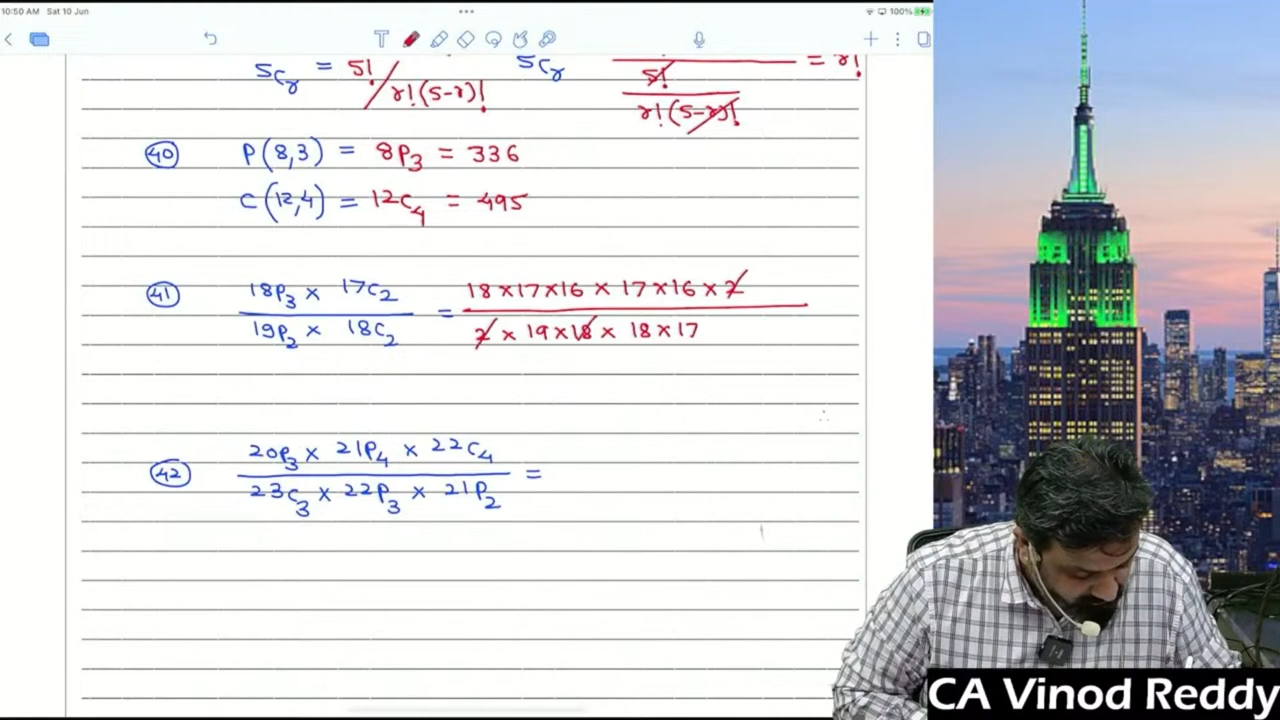 10:50 AM Sat 10 Jun
100%
5Cr = 5! / r!(5-r)! 5Cr 5! / r!(5-r)! = r!
40 P(8,3) = 8P3 = 336
C(12,4) = 12C4 = 495
41 18P3 × 17C2 / 19P2 × 18C2 = 18×17×16 × 17×16×2 / 2 × 19×18 × 18×17
42 20P3 × 21P4 × 22C4 / 23C3 × 22P3 × 21P2 =
CA Vinod Reddy